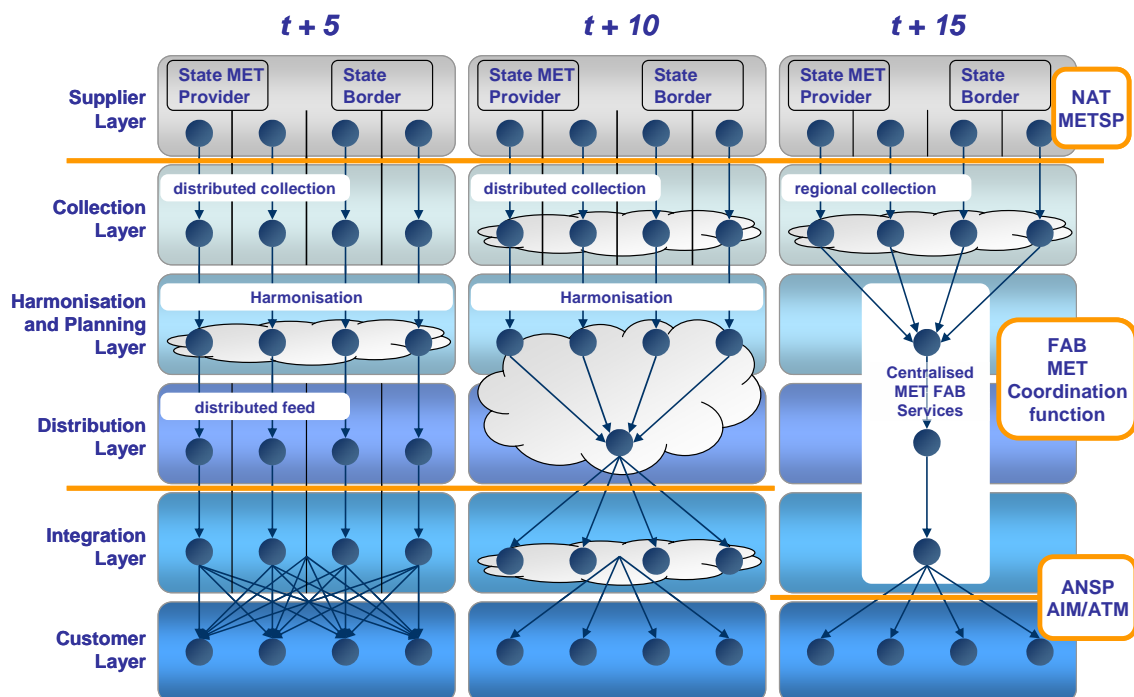 t + 5
t + 10
t + 15
State MET
Provider
State
Border
State MET
Provider
State
Border
State MET
Provider
State
Border
Supplier
Layer
NAT
METSP
distributed collection
distributed collection
regional collection
Collection
Layer
Harmonisation
Harmonisation
Harmonisation
and Planning
Layer
FAB
MET
Coordination
function
Centralised
MET FAB
Services
distributed feed
Distribution
Layer
Integration
Layer
ANSP
AIM/ATM
Customer
Layer